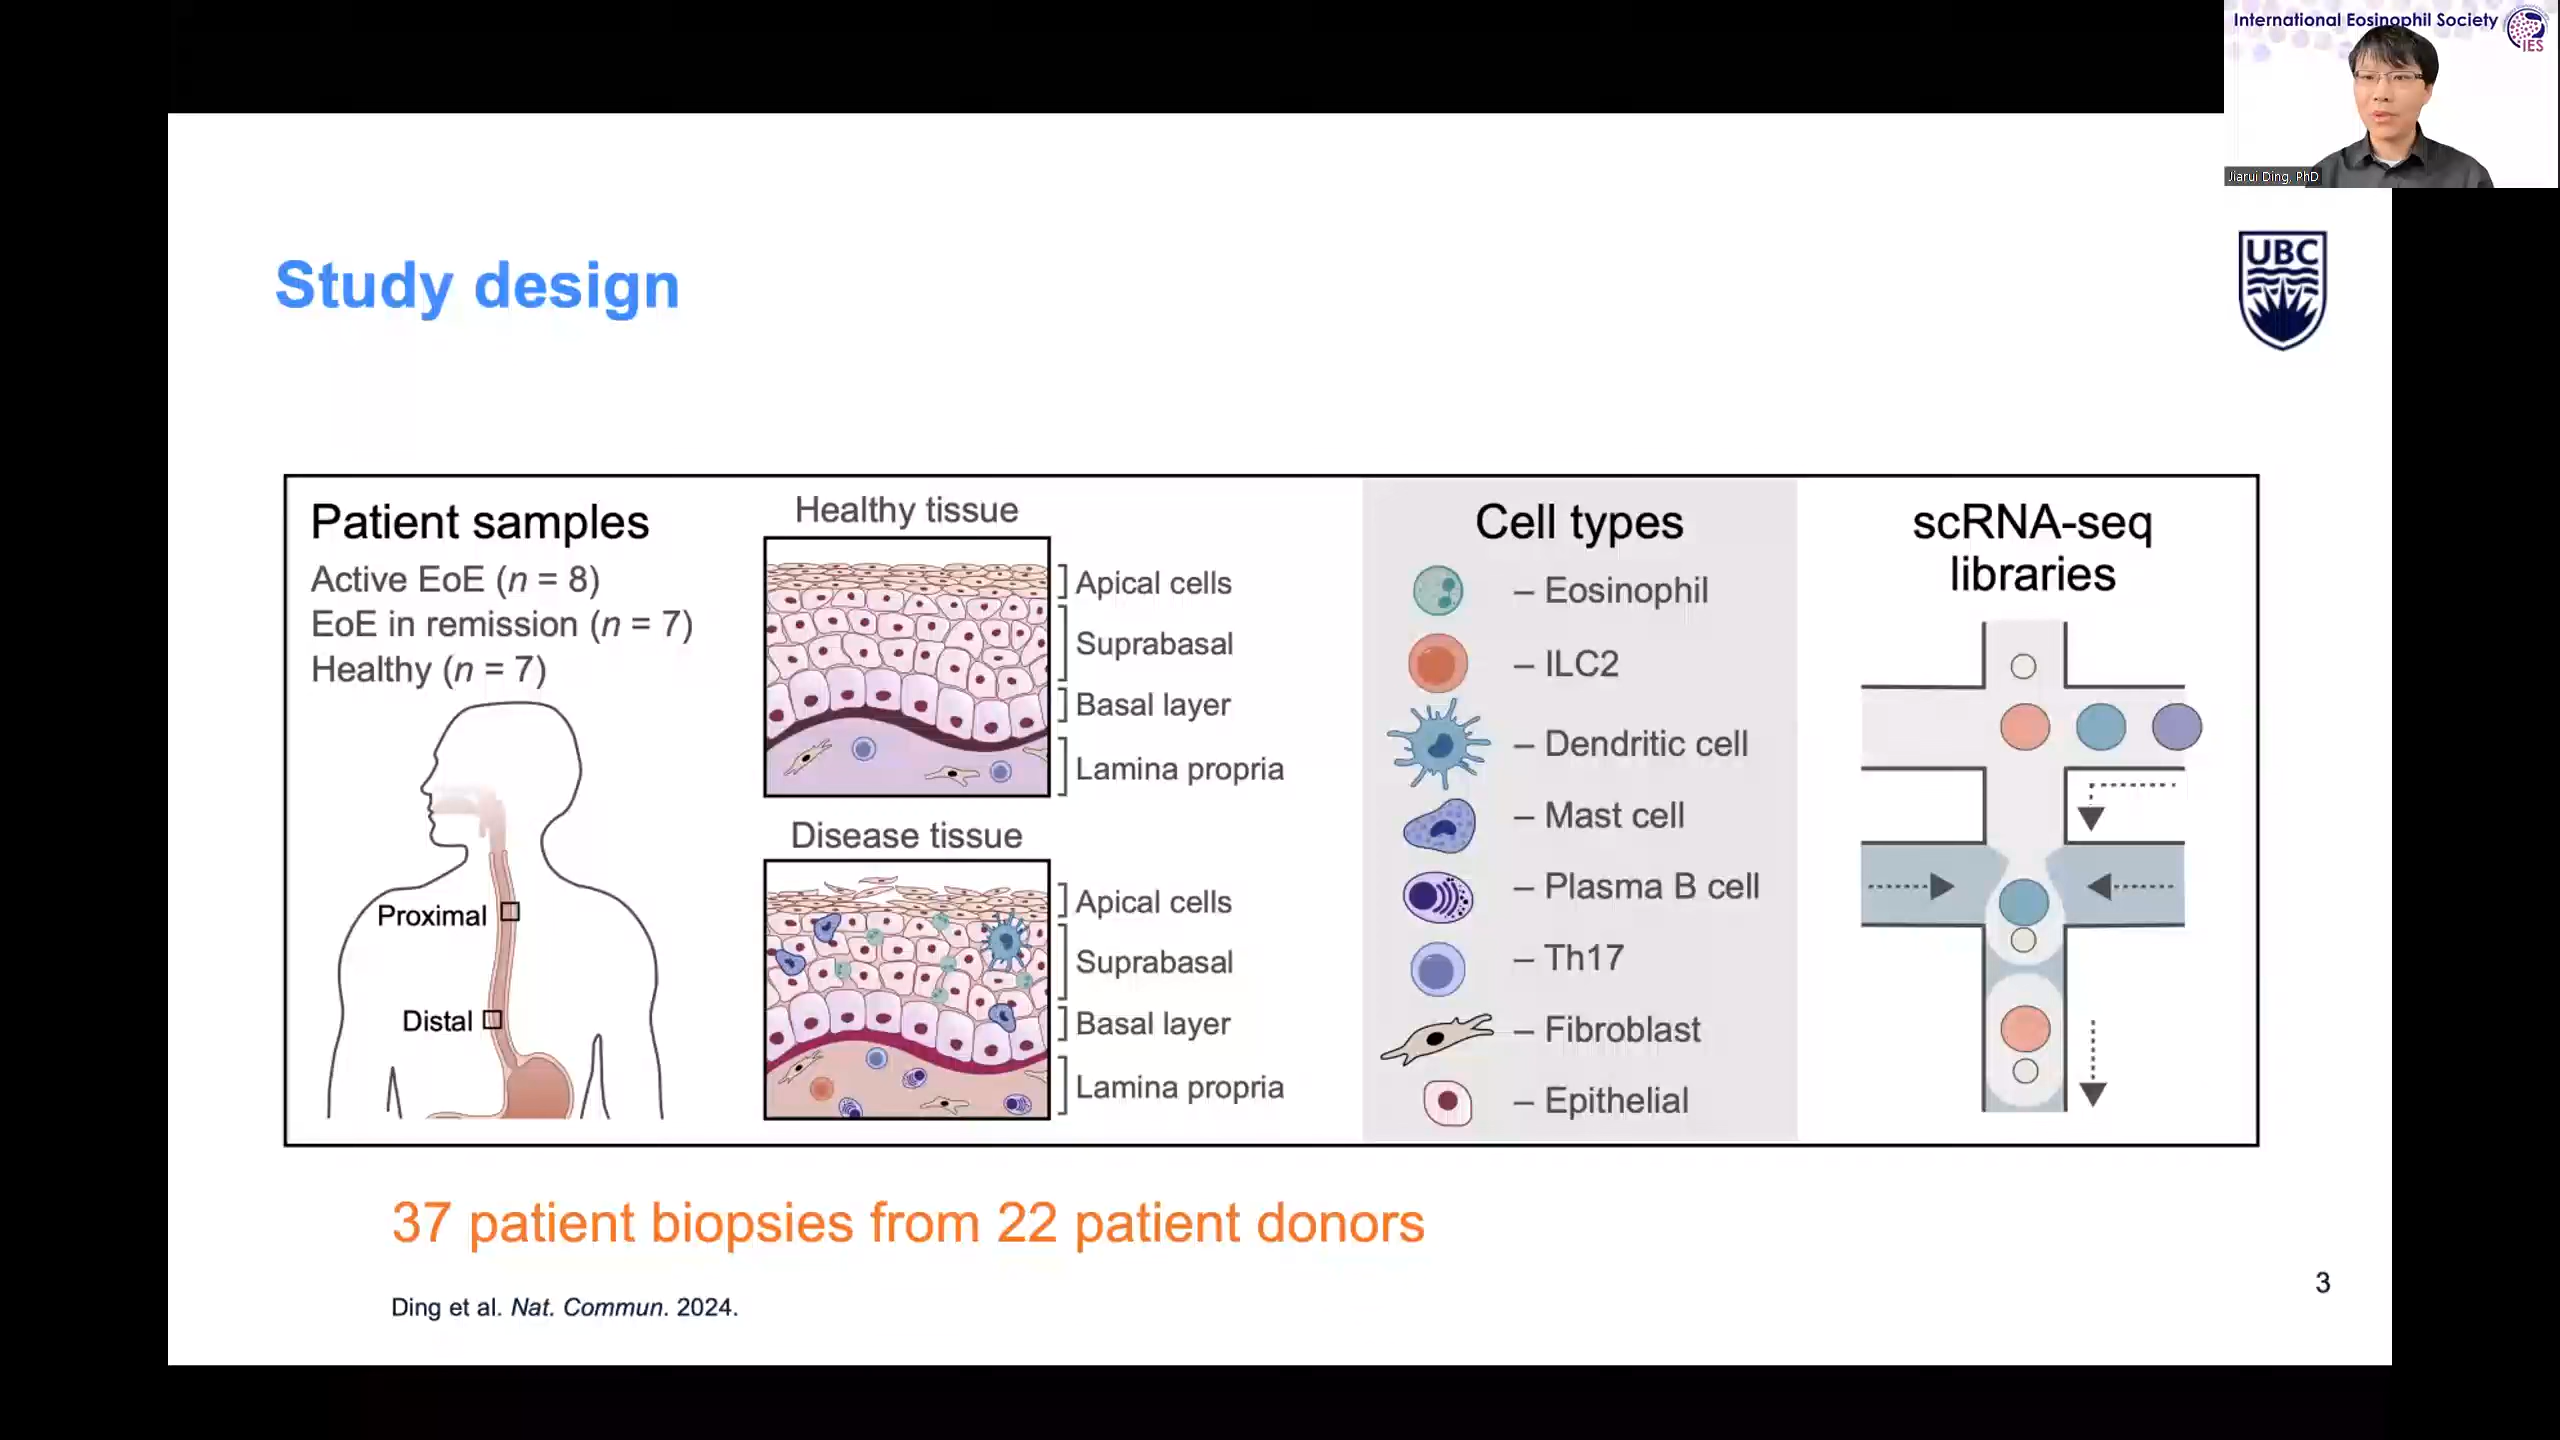 International Eosinophil Society
IES
Jiarui Ding, PhD
UBC
Study design
Patient samples
Active EoE (n = 8)
EoE in remission (n = 7)
Healthy (n = 7)
Proximal
Distal
Healthy tissue
Apical cells
Suprabasal
Basal layer
Lamina propria
Disease tissue
Apical cells
Suprabasal
Basal layer
Lamina propria
Cell types
– Eosinophil
– ILC2
– Dendritic cell
– Mast cell
– Plasma B cell
– Th17
– Fibroblast
– Epithelial
scRNA-seq
libraries
37 patient biopsies from 22 patient donors
Ding et al. Nat. Commun. 2024.
3